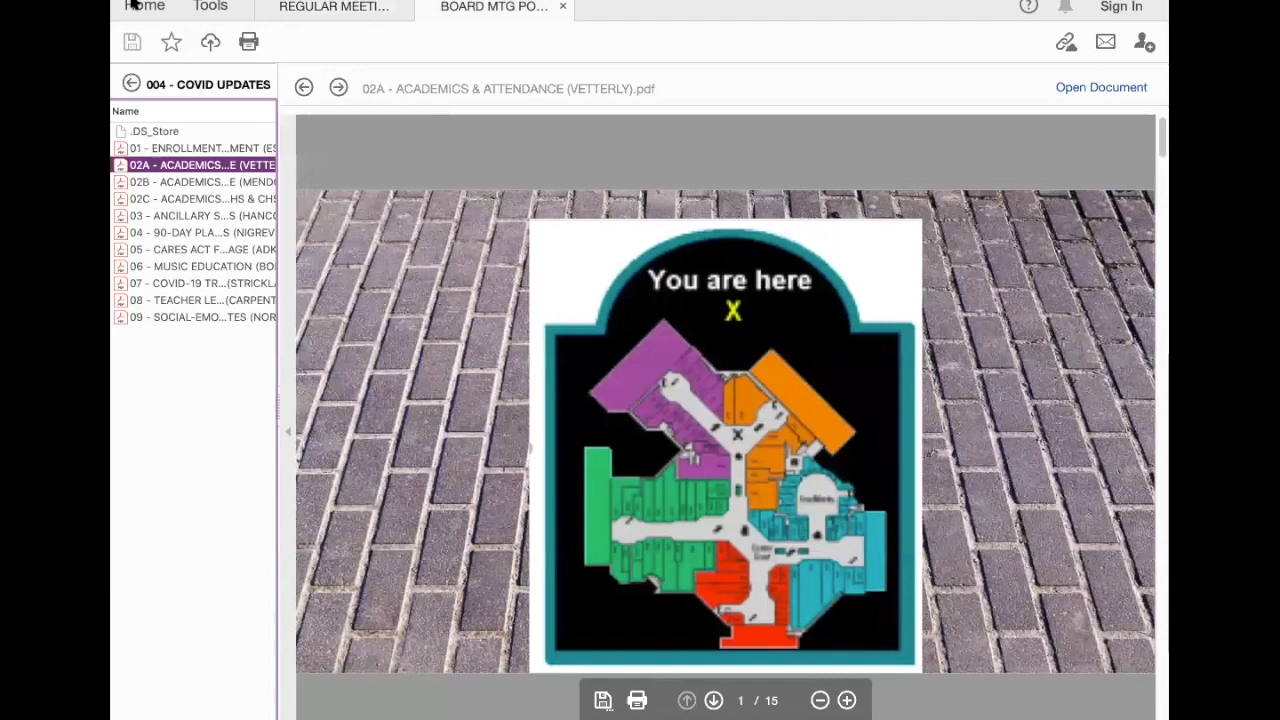 Home Tools REGULAR MEETI... BOARD MTG PO... × Sign In
004 - COVID UPDATES
02A - ACADEMICS & ATTENDANCE (VETTERLY).pdf Open Document
Name
.DS_Store
01 - ENROLLMENT...MENT (ES
02A - ACADEMICS...E (VETTE
02B - ACADEMICS...E (MEND
02C - ACADEMICS...HS & CHS
03 - ANCILLARY S...S (HANC
04 - 90-DAY PLA...S (NIGREV
05 - CARES ACT F...AGE (ADK
06 - MUSIC EDUCATION (BO
07 - COVID-19 TR...(STRICKL
08 - TEACHER LE...(CARPENT
09 - SOCIAL-EMO...TES (NOR
You are here
X
1 / 15